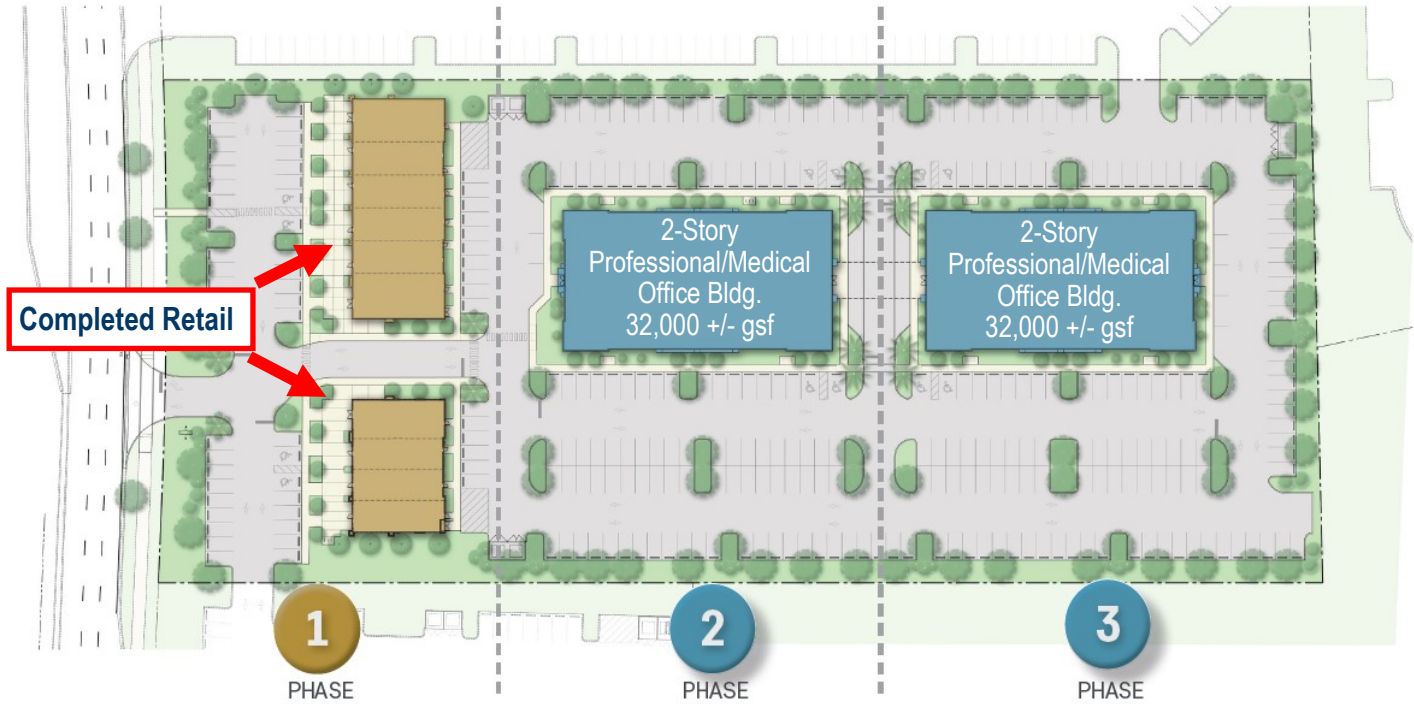 2-Story
Professional/Medical
Office Bldg.
32,000 +/- gsf
2-Story
Professional/Medical
Office Bldg.
32,000 +/- gsf
Completed Retail
1
PHASE
2
PHASE
3
PHASE